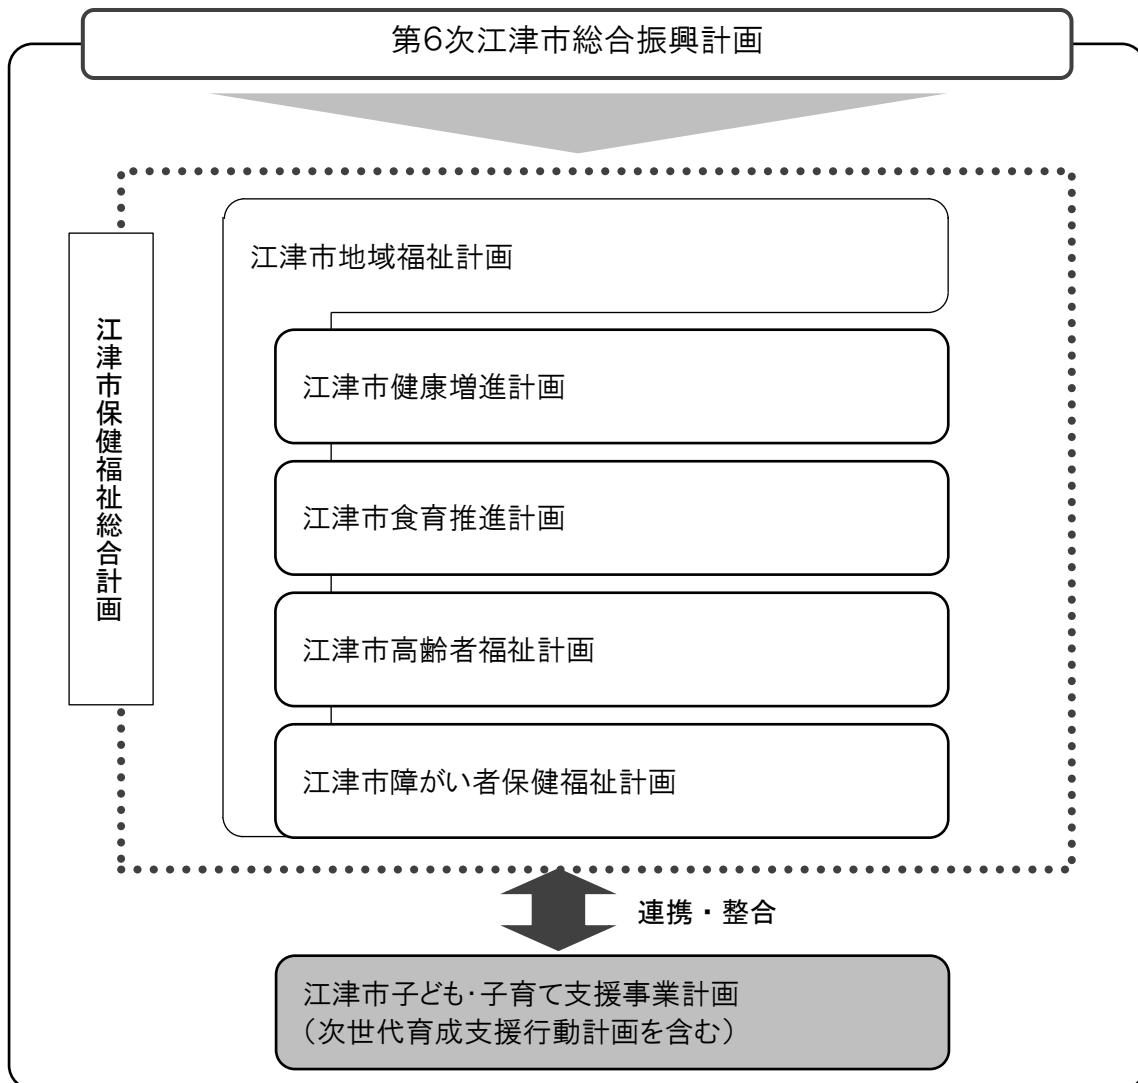 第6次江津市総合振興計画
江津市保健福祉総合計画
江津市地域福祉計画
江津市健康増進計画
江津市食育推進計画
江津市高齢者福祉計画
江津市障がい者保健福祉計画
連携・整合
江津市子ども・子育て支援事業計画
（次世代育成支援行動計画を含む）